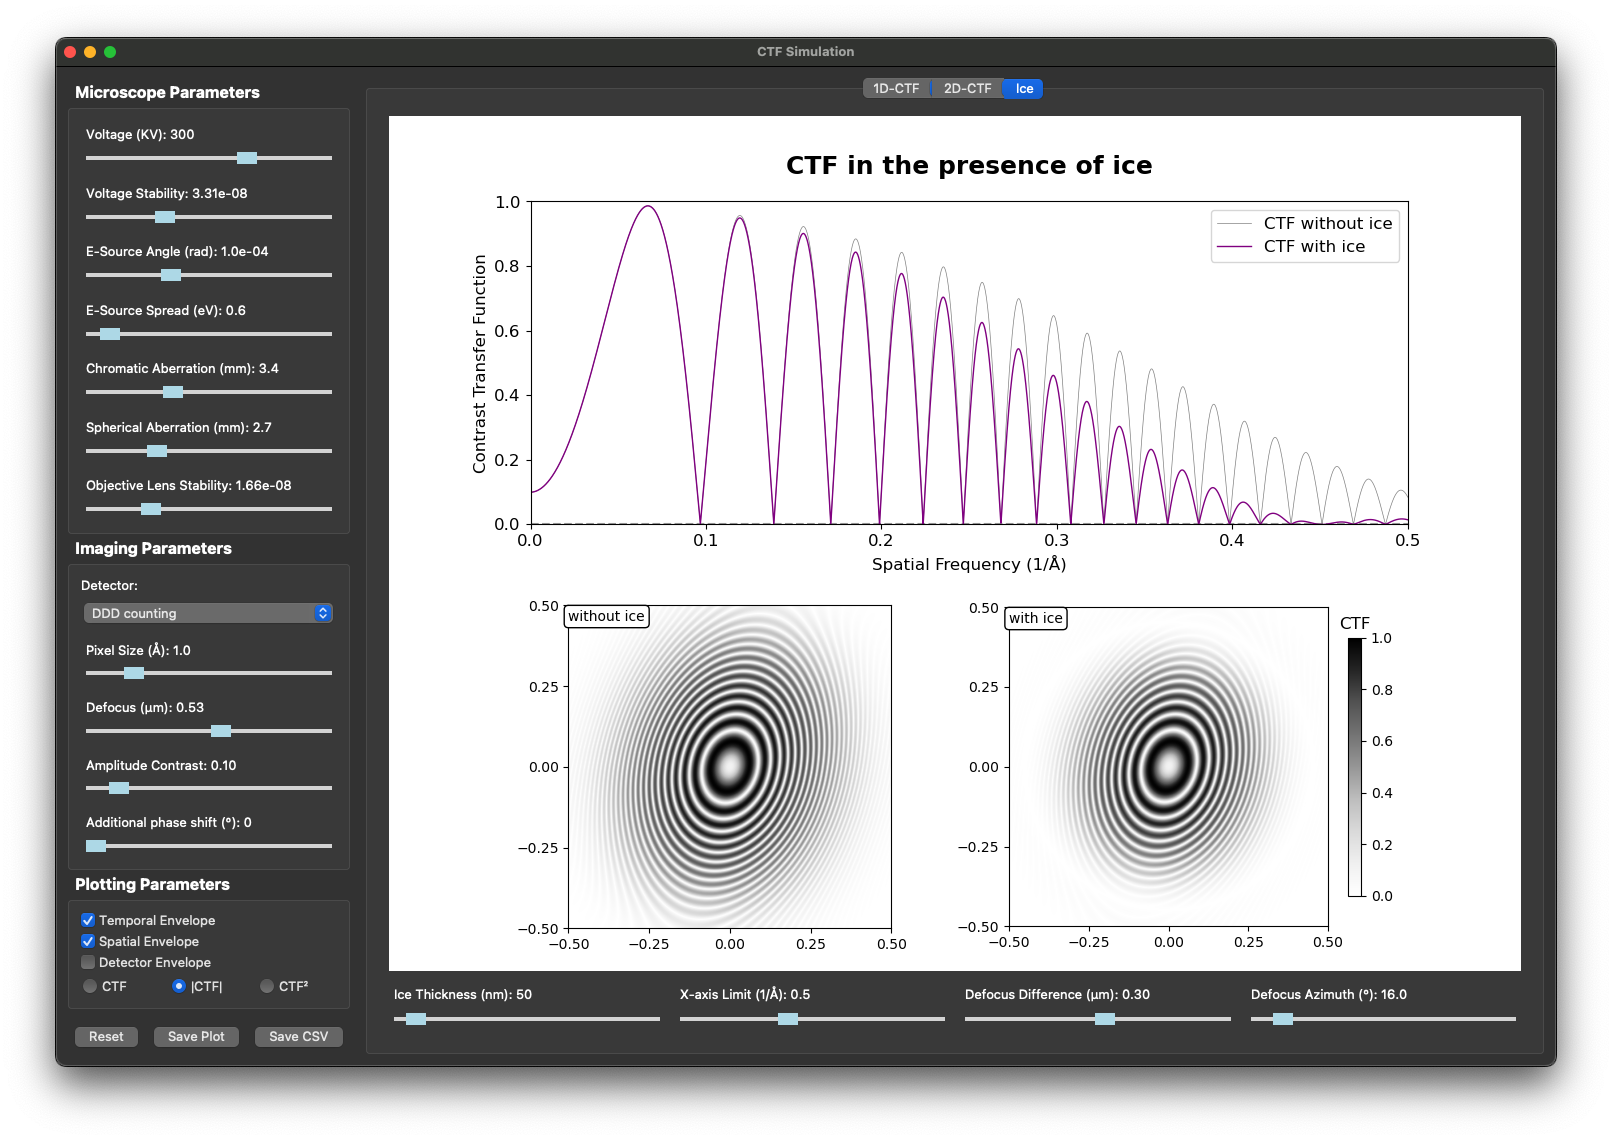 CTF Simulation
Microscope Parameters
Voltage (KV): 300
Voltage Stability: 3.31e-08
E-Source Angle (rad): 1.0e-04
E-Source Spread (eV): 0.6
Chromatic Aberration (mm): 3.4
Spherical Aberration (mm): 2.7
Objective Lens Stability: 1.66e-08
Imaging Parameters
Detector:
DDD counting
Pixel Size (Å): 1.0
Defocus (µm): 0.53
Amplitude Contrast: 0.10
Additional phase shift (°): 0
Plotting Parameters
Temporal Envelope
Spatial Envelope
Detector Envelope
CTF |CTF| CTF²
Reset Save Plot Save CSV
1D-CTF 2D-CTF Ice
CTF in the presence of ice
Contrast Transfer Function
1.0
0.8
0.6
0.4
0.2
0.0
CTF without ice
CTF with ice
0.0 0.1 0.2 0.3 0.4 0.5
Spatial Frequency (1/Å)
without ice
0.50
0.25
0.00
−0.25
−0.50
−0.50 −0.25 0.00 0.25 0.50
with ice
0.50
0.25
0.00
−0.25
−0.50
−0.50 −0.25 0.00 0.25 0.50
CTF
1.0
0.8
0.6
0.4
0.2
0.0
Ice Thickness (nm): 50
X-axis Limit (1/Å): 0.5
Defocus Difference (µm): 0.30
Defocus Azimuth (°): 16.0